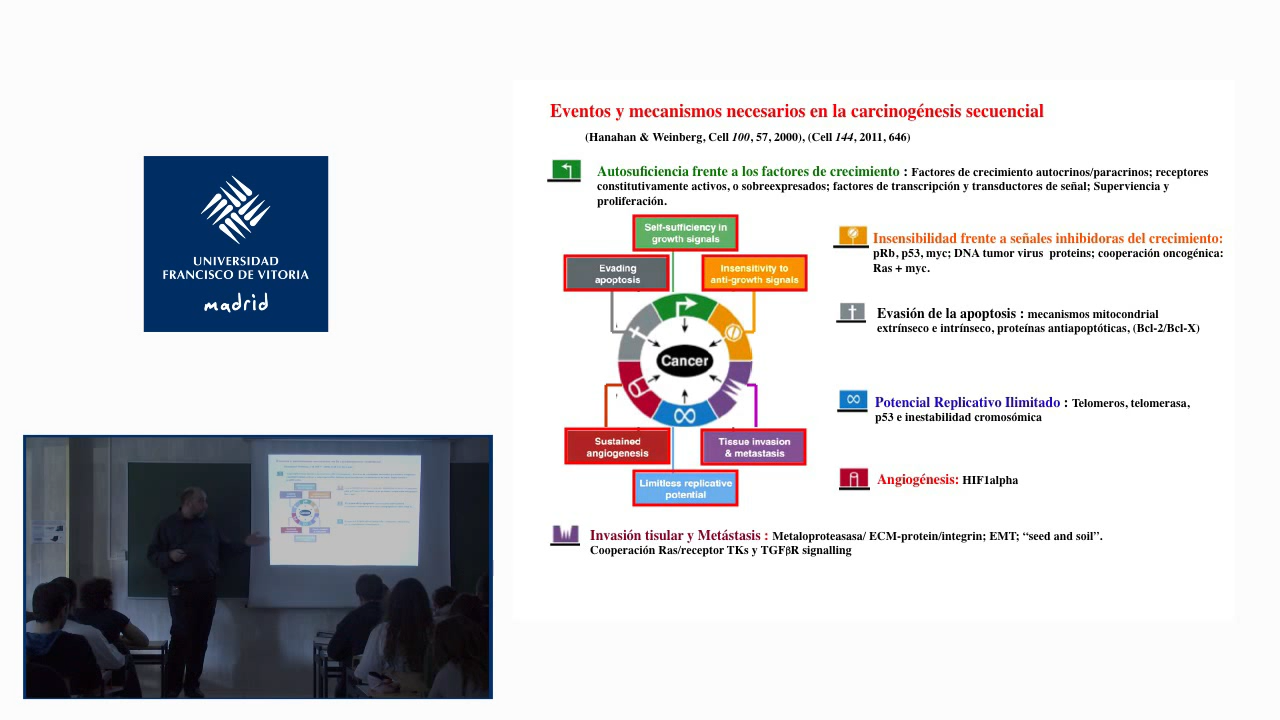 UNIVERSIDAD
FRANCISCO DE VITORIA
madrid
Eventos y mecanismos necesarios en la carcinogénesis secuencial
(Hanahan & Weinberg, Cell 100, 57, 2000), (Cell 144, 2011, 646)
Autosuficiencia frente a los factores de crecimiento : Factores de crecimiento autocrinos/paracrinos; receptores
constitutivamente activos, o sobreexpresados; factores de transcripción y transductores de señal; Superviencia y
proliferación.
Self-sufficiency in
growth signals
Evading
apoptosis
Insensitivity to
anti-growth signals
Cancer
Sustained
angiogenesis
Tissue invasion
& metastasis
Limitless replicative
potential
Insensibilidad frente a señales inhibidoras del crecimiento:
pRb, p53, myc; DNA tumor virus proteins; cooperación oncogénica:
Ras + myc.
Evasión de la apoptosis : mecanismos mitocondrial
extrínseco e intrínseco, proteínas antiapoptóticas, (Bcl-2/Bcl-X)
Potencial Replicativo Ilimitado : Telomeros, telomerasa,
p53 e inestabilidad cromosómica
Angiogénesis: HIF1alpha
Invasión tisular y Metástasis : Metaloproteasasa/ ECM-protein/integrin; EMT; “seed and soil”.
Cooperación Ras/receptor TKs y TGFβR signalling